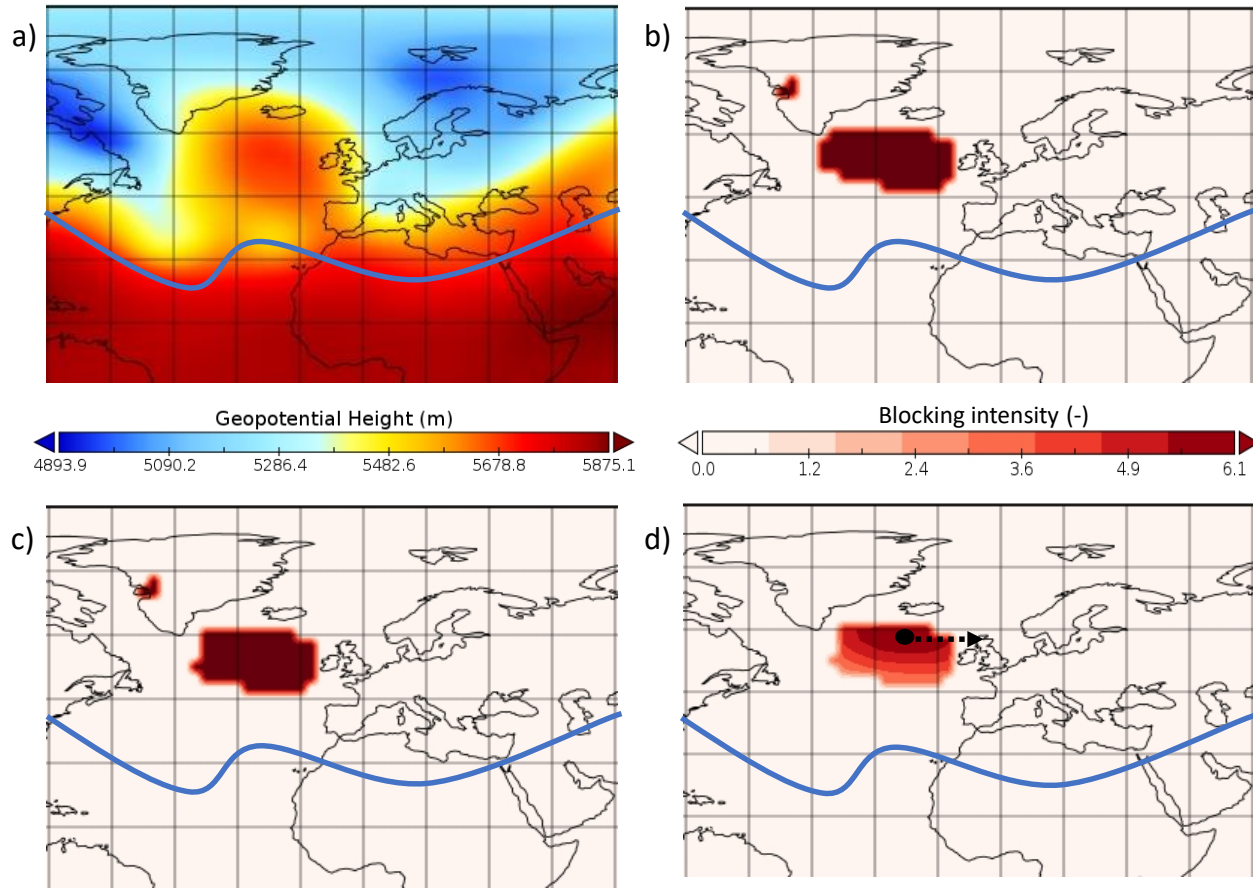 a)
b)
Geopotential Height (m)
4893.9 5090.2 5286.4 5482.6 5678.8 5875.1
Blocking intensity (-)
0.0 1.2 2.4 3.6 4.9 6.1
c)
d)